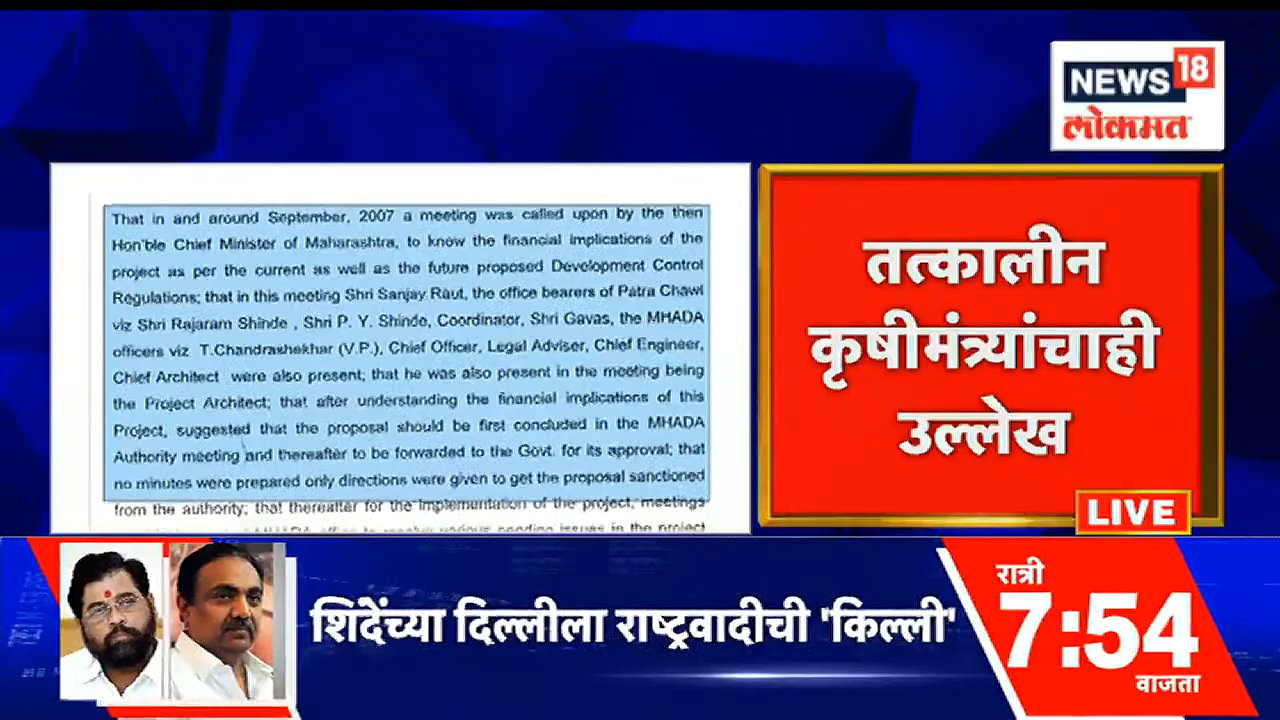 NEWS 18
लोकमत
That in and around September, 2007 a meeting was called upon by the then
Hon'ble Chief Minister of Maharashtra, to know the financial implications of the
project as per the current as well as the future proposed Development Control
Regulations; that in this meeting Shri Sanjay Raut, the office bearers of Patra Chawl
viz Shri Rajaram Shinde , Shri P. Y. Shinde, Coordinator, Shri Gavas, the MHADA
officers viz T.Chandrashekhar (V.P.), Chief Officer, Legal Adviser, Chief Engineer,
Chief Architect were also present; that he was also present in the meeting being
the Project Architect; that after understanding the financial implications of this
Project, suggested that the proposal should be first concluded in the MHADA
Authority meeting and thereafter to be forwarded to the Govt. for its approval; that
no minutes were prepared only directions were given to get the proposal sanctioned
from the authority; that thereafter for the implementation of the project, meetings
pending issues in the project
तत्कालीन
कृषीमंत्र्यांचाही
उल्लेख
LIVE
शिंदेंच्या दिल्लीला राष्ट्रवादीची 'किल्ली'
रात्री
7:54
वाजता